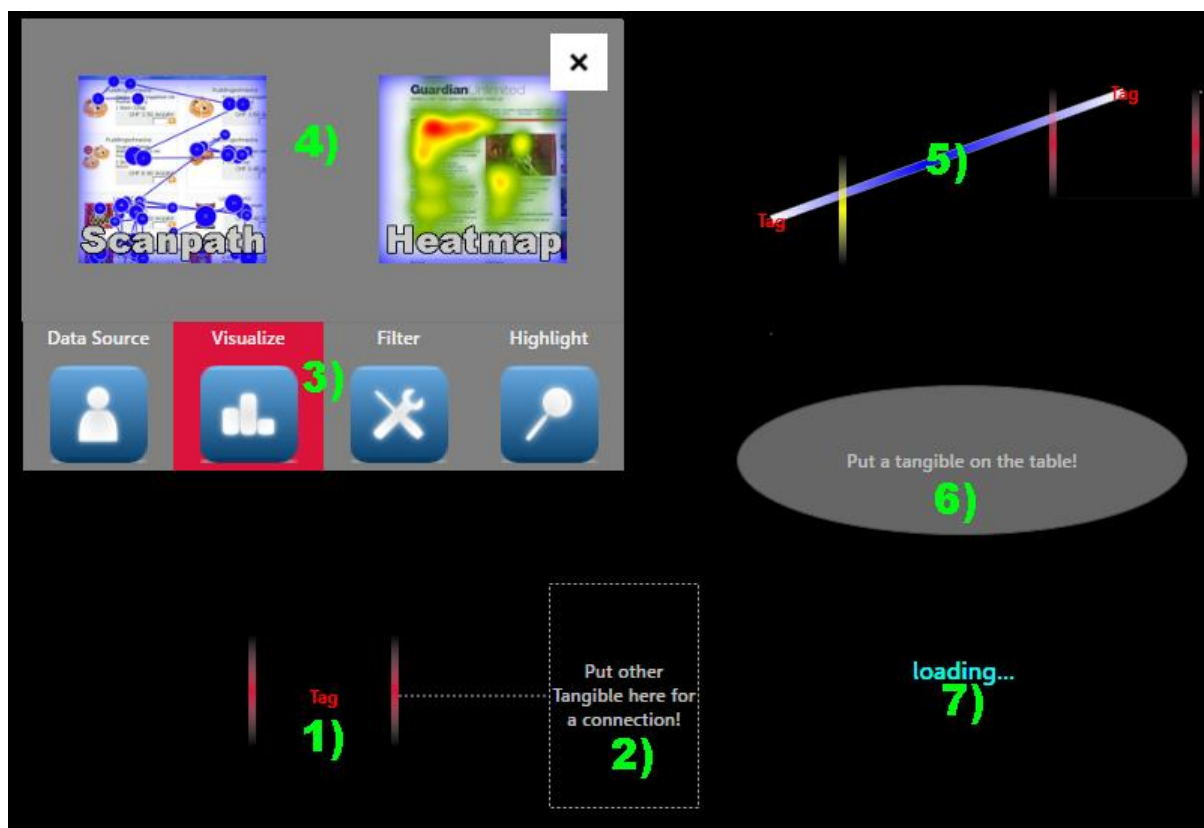 ×
Guardian Unlimited
4)
Scanpath
Heatmap
Tag
5)
Tag
Data Source
Visualize
Filter
Highlight
3)
Put a tangible on the table!
6)
Tag
1)
Put other
Tangible here for
a connection!
2)
loading...
7)